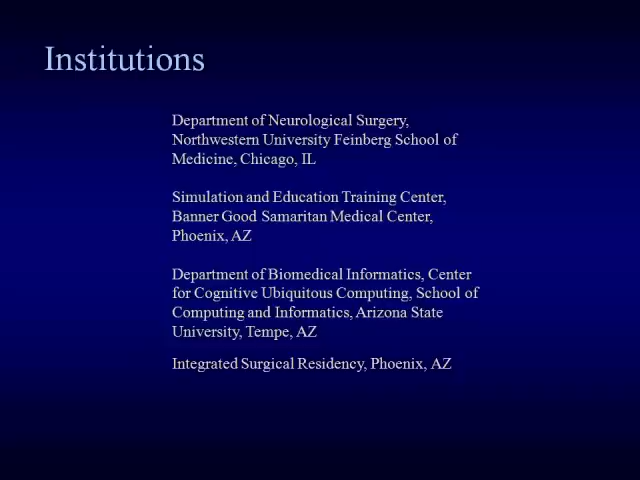 Institutions
Department of Neurological Surgery,
Northwestern University Feinberg School of
Medicine, Chicago, IL
Simulation and Education Training Center,
Banner Good Samaritan Medical Center,
Phoenix, AZ
Department of Biomedical Informatics, Center
for Cognitive Ubiquitous Computing, School of
Computing and Informatics, Arizona State
University, Tempe, AZ
Integrated Surgical Residency, Phoenix, AZ